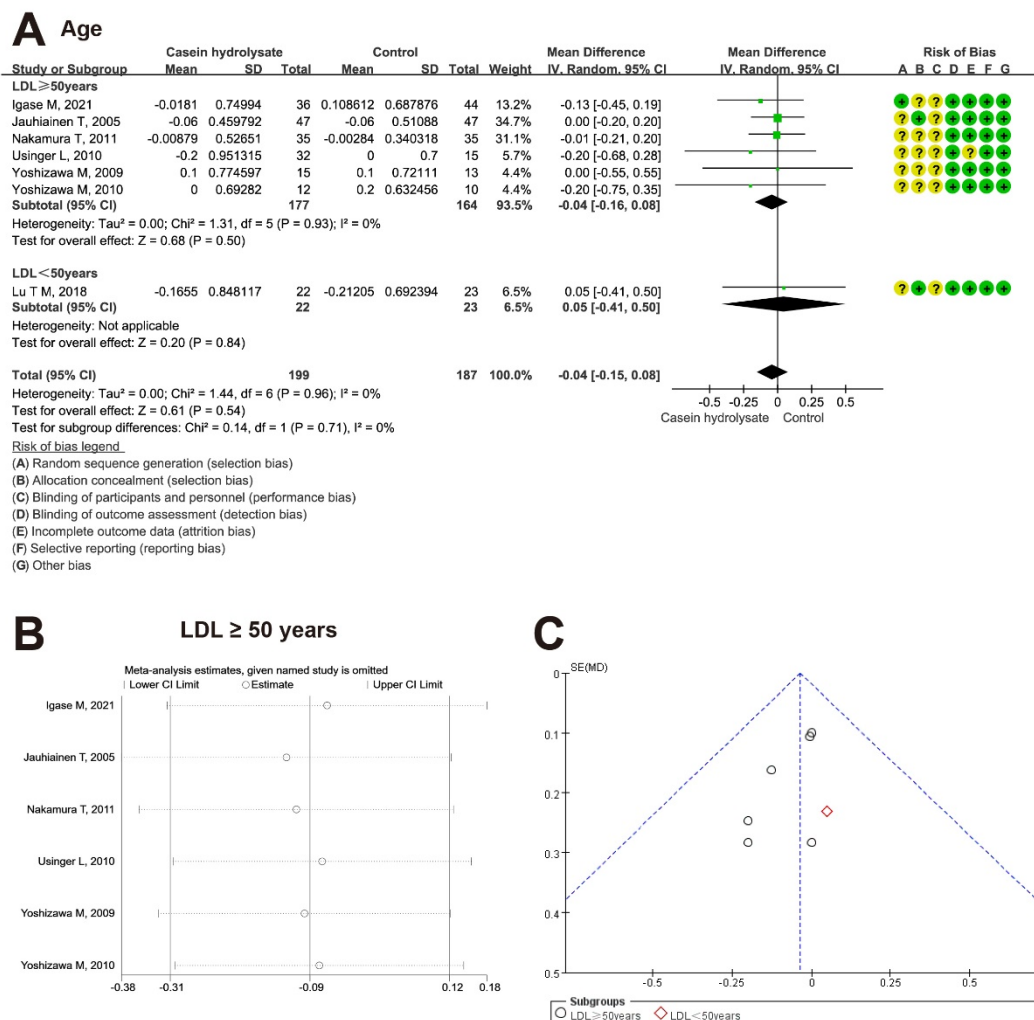 A Age
Casein hydrolysate Control Mean Difference Mean Difference Risk of Bias
Study or Subgroup Mean SD Total Mean SD Total Weight IV, Random, 95% CI IV, Random, 95% CI A B C D E F G
LDL≥50years
Igase M, 2021 -0.0181 0.74994 36 0.108612 0.687876 44 13.2% -0.13 [-0.45, 0.19] + ? ? + + + +
Jauhiainen T, 2005 -0.06 0.459792 47 -0.06 0.51088 47 34.7% 0.00 [-0.20, 0.20] ? + ? + + + +
Nakamura T, 2011 -0.00879 0.52651 35 -0.00284 0.340318 35 31.1% -0.01 [-0.21, 0.20] ? ? ? + + + +
Usinger L, 2010 -0.2 0.951315 32 0 0.7 15 5.7% -0.20 [-0.68, 0.28] ? ? ? + ? + +
Yoshizawa M, 2009 0.1 0.774597 15 0.1 0.72111 13 4.4% 0.00 [-0.55, 0.55] ? ? ? + + + +
Yoshizawa M, 2010 0 0.69282 12 0.2 0.632456 10 4.4% -0.20 [-0.75, 0.35] ? ? ? + + + +
Subtotal (95% CI) 177 164 93.5% -0.04 [-0.16, 0.08]
Heterogeneity: Tau² = 0.00; Chi² = 1.31, df = 5 (P = 0.93); I² = 0%
Test for overall effect: Z = 0.68 (P = 0.50)
LDL<50years
Lu T M, 2018 -0.1655 0.848117 22 -0.21205 0.692394 23 6.5% 0.05 [-0.41, 0.50] ? + ? + + + +
Subtotal (95% CI) 22 23 6.5% 0.05 [-0.41, 0.50]
Heterogeneity: Not applicable
Test for overall effect: Z = 0.20 (P = 0.84)
Total (95% CI) 199 187 100.0% -0.04 [-0.15, 0.08]
Heterogeneity: Tau² = 0.00; Chi² = 1.44, df = 6 (P = 0.96); I² = 0%
Test for overall effect: Z = 0.61 (P = 0.54)
Test for subgroup differences: Chi² = 0.14, df = 1 (P = 0.71), I² = 0%
-0.5 -0.25 0 0.25 0.5
Casein hydrolysate Control
Risk of bias legend
(A) Random sequence generation (selection bias)
(B) Allocation concealment (selection bias)
(C) Blinding of participants and personnel (performance bias)
(D) Blinding of outcome assessment (detection bias)
(E) Incomplete outcome data (attrition bias)
(F) Selective reporting (reporting bias)
(G) Other bias
B LDL ≥ 50 years
Meta-analysis estimates, given named study is omitted
Lower CI Limit Estimate Upper CI Limit
Igase M, 2021
Jauhiainen T, 2005
Nakamura T, 2011
Usinger L, 2010
Yoshizawa M, 2009
Yoshizawa M, 2010
-0.38 -0.31 -0.09 0.12 0.18
C
SE(MD)
0
0.1
0.2
0.3
0.4
0.5
-0.5 -0.25 0 0.25 0.5
Subgroups
LDL≥50years LDL<50years